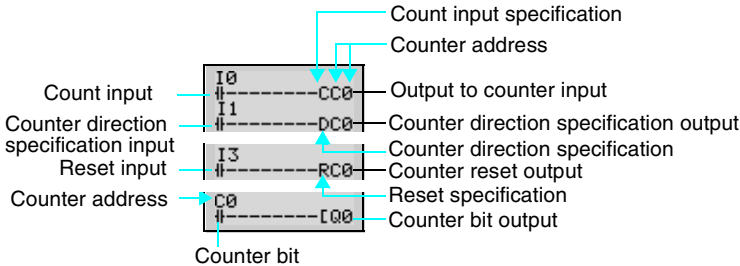 Count input specification
Counter address
I0
Count input
CC0
Output to counter input
I1
Counter direction specification input
DC0
Counter direction specification output
Counter direction specification
I3
Reset input
RC0
Counter reset output
Reset specification
Counter address
C0
[Q0
Counter bit output
Counter bit